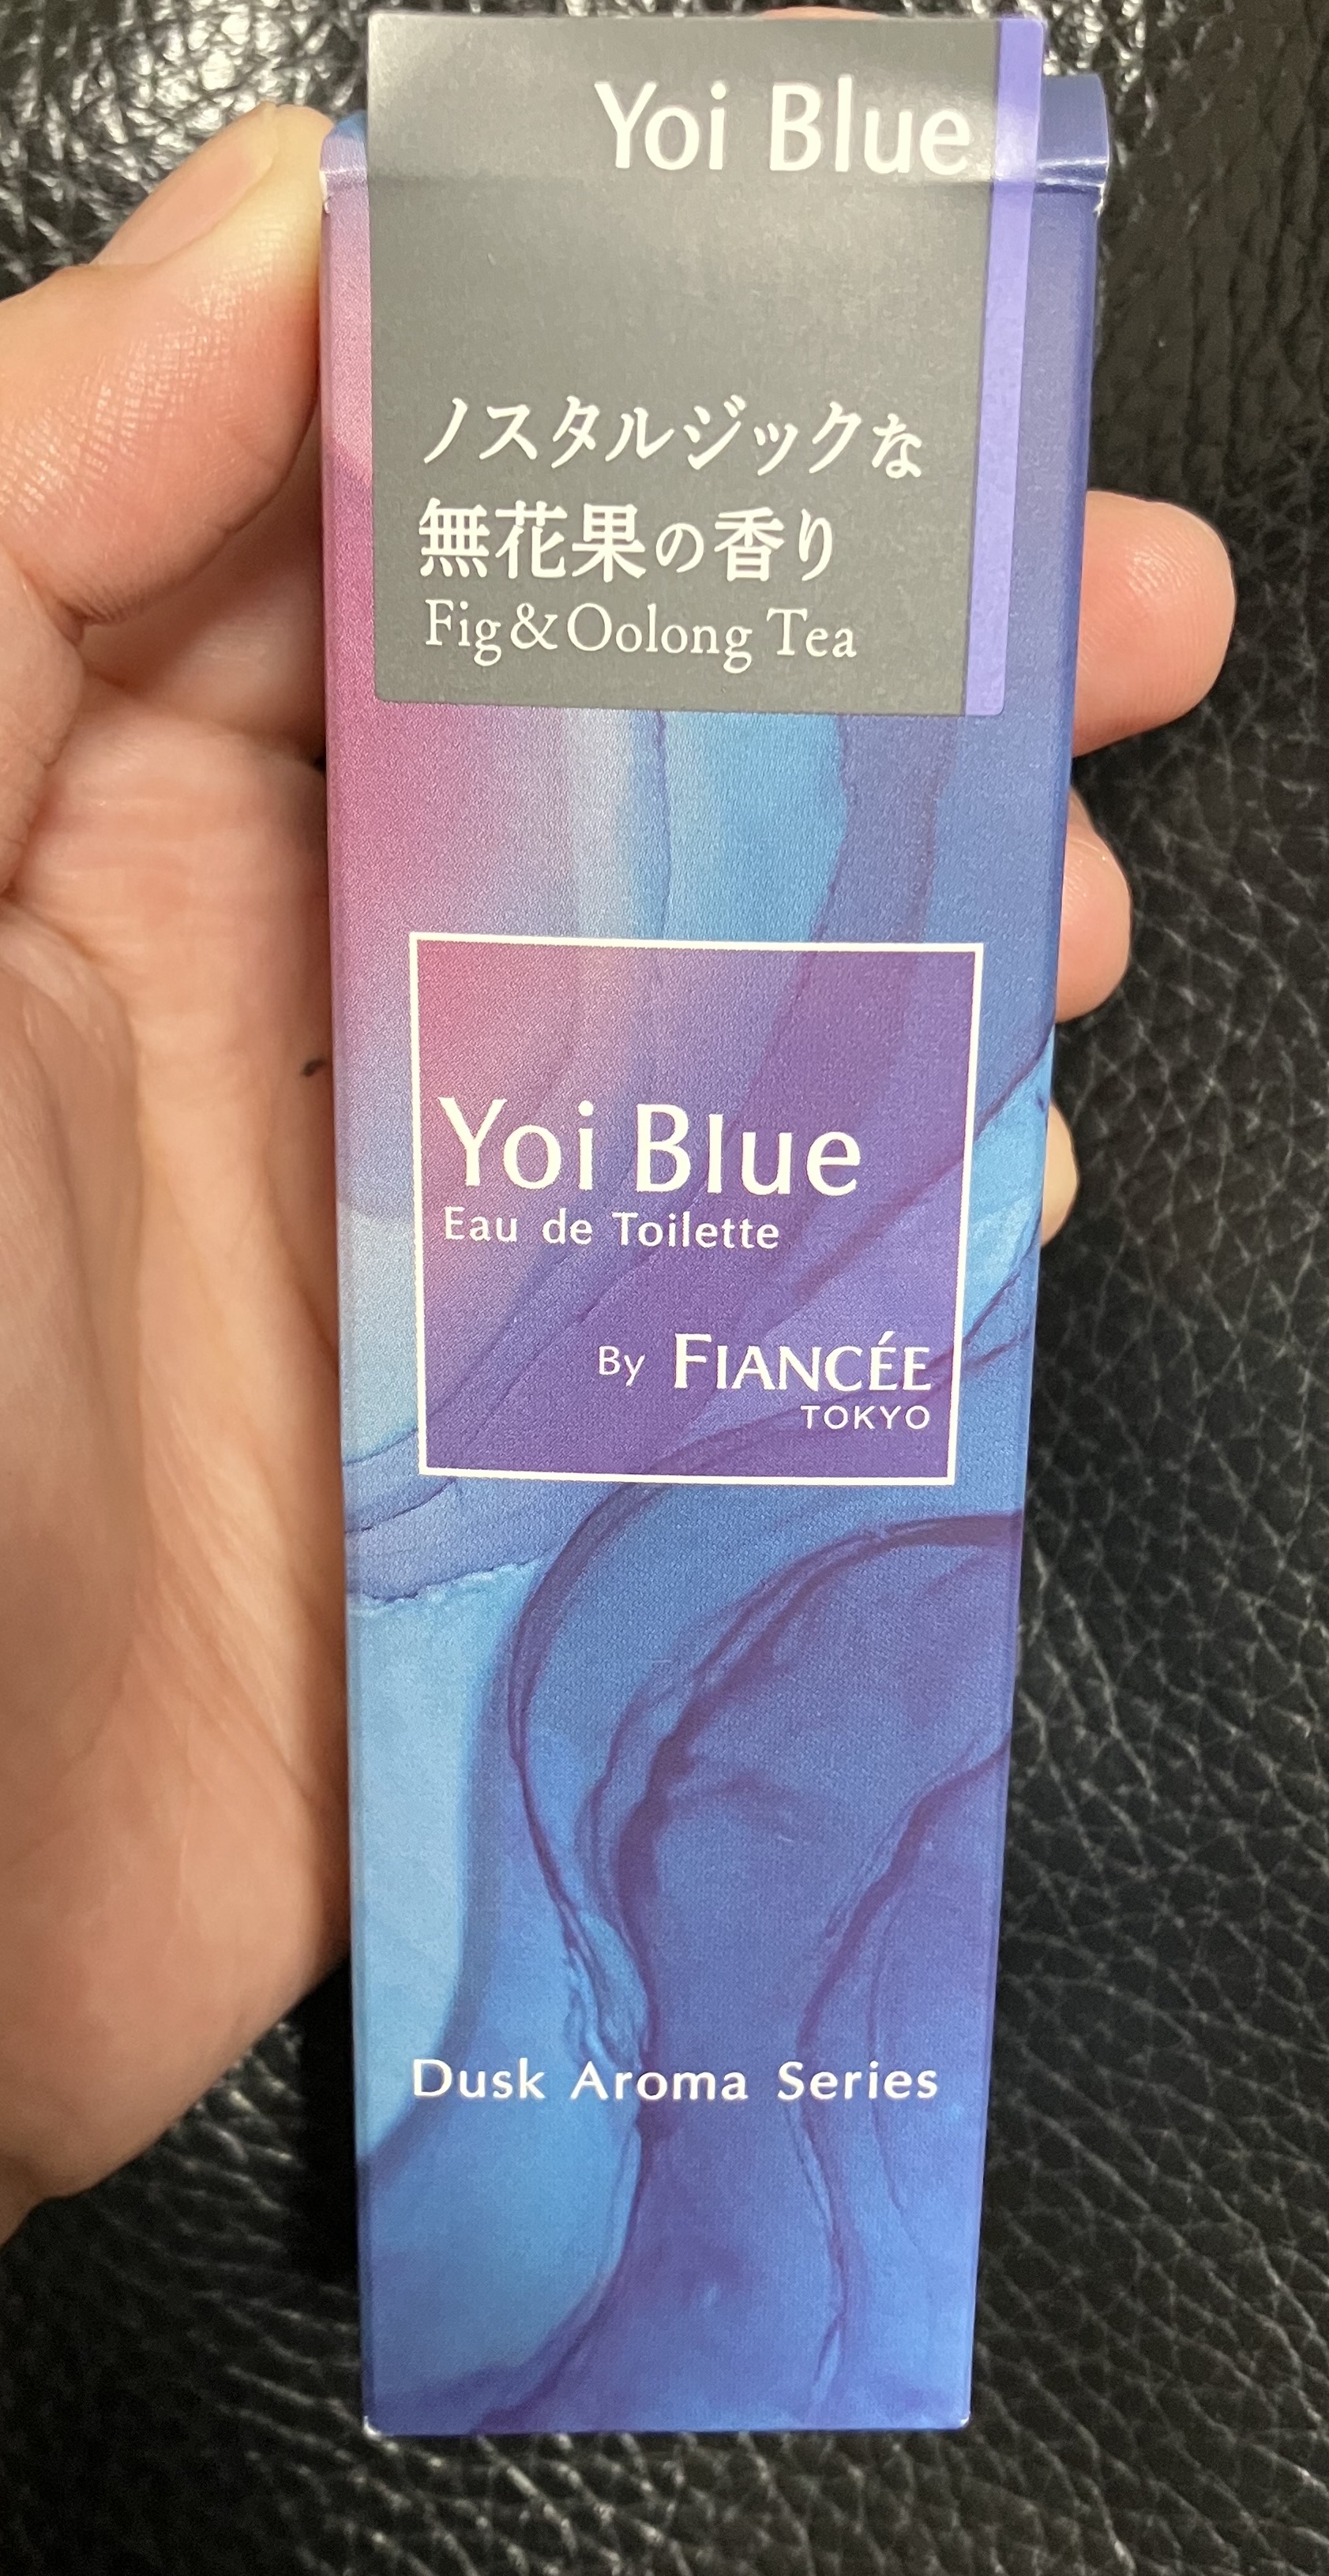 Yoi Blue
ノスタルジックな
無花果の香り
Fig&Oolong Tea
Yoi Blue
Eau de Toilette
By FIANCÉE
TOKYO
Dusk Aroma Series